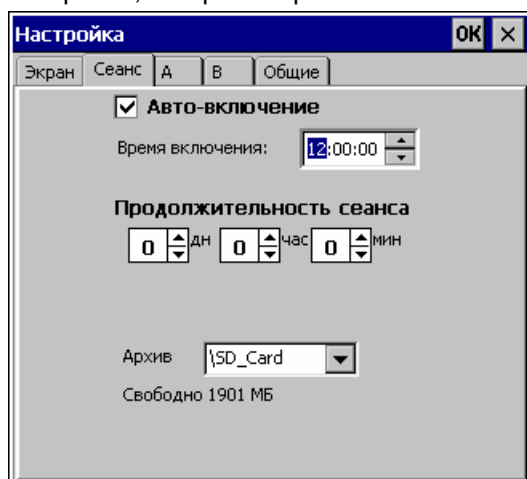 Настройка OK ×
Экран Сеанс A B Общие
Авто-включение
Время включения: 12:00:00
Продолжительность сеанса
0 дн 0 час 0 мин
Архив \SD_Card
Свободно 1901 МБ